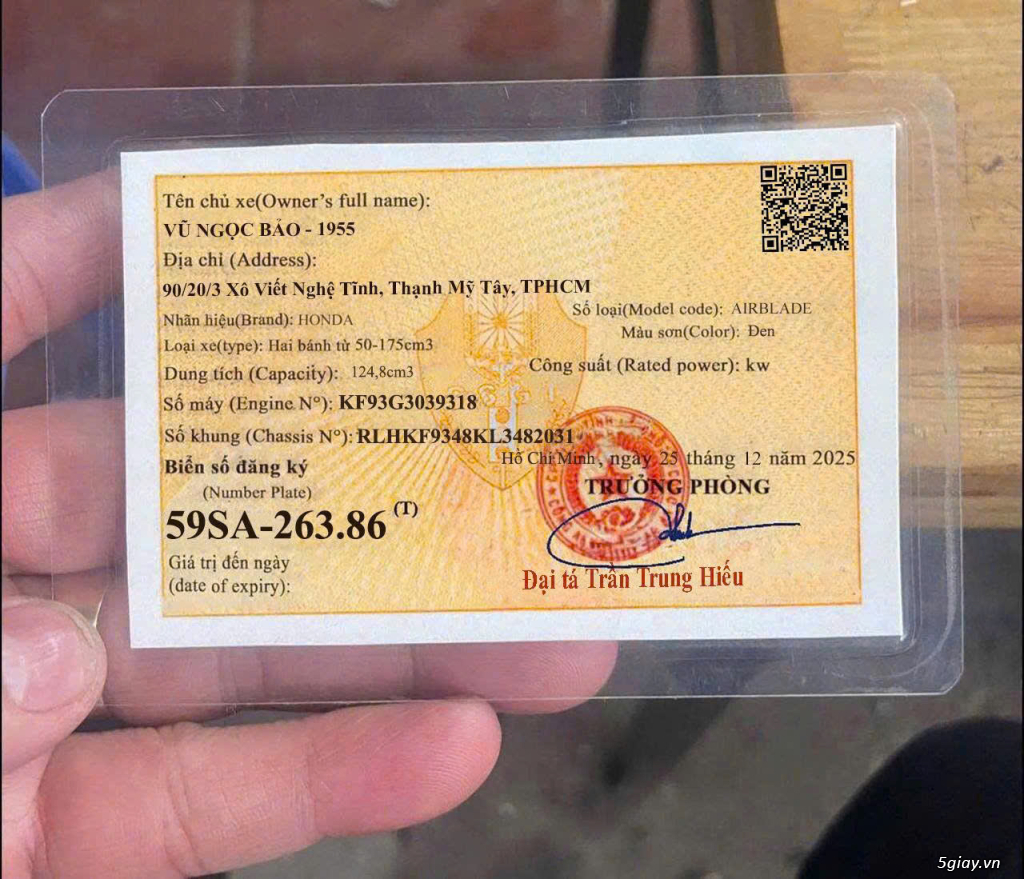 Tên chủ xe(Owner's full name):
VŨ NGỌC BẢO - 1955
Địa chỉ (Address):
90/20/3 Xô Viết Nghệ Tĩnh, Thạnh Mỹ Tây, TPHCM
Nhãn hiệu(Brand): HONDA
Số loại(Model code): AIRBLADE
Màu sơn(Color): Đen
Loại xe(type): Hai bánh từ 50-175cm3
Dung tích (Capacity): 124,8cm3
Công suất (Rated power): kw
Số máy (Engine N°): KF93G3039318
Số khung (Chassis N°): RLHKF9348KL3482031
Hồ Chí Minh, ngày 25 tháng 12 năm 2025
Biển số đăng ký
(Number Plate)
TRƯỞNG PHÒNG
59SA-263.86 (T)
Giá trị đến ngày
(date of expiry):
Đại tá Trần Trung Hiếu
5giay.vn